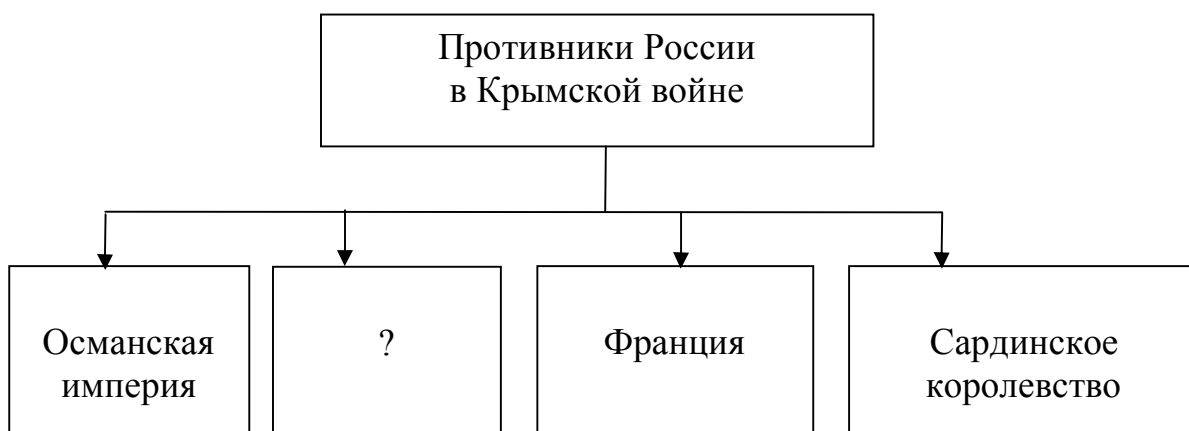 Противники России
в Крымской войне
Османская
империя
?
Франция
Сардинское
королевство